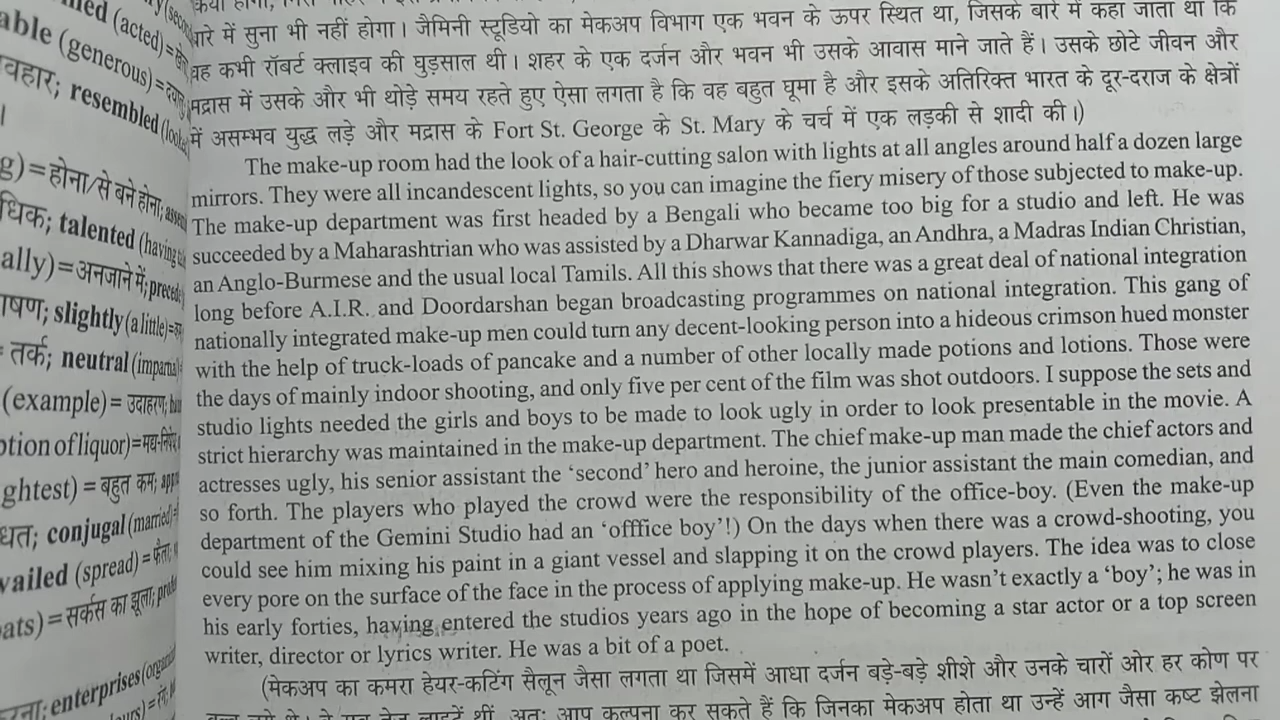 able (generous)=
(acted)=
वहार; resembled
g)=होना/से बने होना;
धिक; talented (having
ally)=अनजाने में;
षण; slightly (a little)=
तर्क; neutral
(example)= उदाहरण;
ption of liquor)=
ghtest) = बहुत कम;
धत; conjugal (married)=
vailed (spread) = फैला;
ats)=सर्कस का झूला;
रना; enterprises
बारे में सुना भी नहीं होगा। जैमिनी स्टूडियो का मेकअप विभाग एक भवन के ऊपर स्थित था, जिसके बारे में कहा जाता था कि
वह कभी रॉबर्ट क्लाइव की घुड़साल थी। शहर के एक दर्जन और भवन भी उसके आवास माने जाते हैं। उसके छोटे जीवन और
मद्रास में उसके और भी थोड़े समय रहते हुए ऐसा लगता है कि वह बहुत घूमा है और इसके अतिरिक्त भारत के दूर-दराज के क्षेत्रों
में असम्भव युद्ध लड़े और मद्रास के Fort St. George के St. Mary के चर्च में एक लड़की से शादी की।)
The make-up room had the look of a hair-cutting salon with lights at all angles around half a dozen large
mirrors. They were all incandescent lights, so you can imagine the fiery misery of those subjected to make-up.
The make-up department was first headed by a Bengali who became too big for a studio and left. He was
succeeded by a Maharashtrian who was assisted by a Dharwar Kannadiga, an Andhra, a Madras Indian Christian,
an Anglo-Burmese and the usual local Tamils. All this shows that there was a great deal of national integration
long before A.I.R. and Doordarshan began broadcasting programmes on national integration. This gang of
nationally integrated make-up men could turn any decent-looking person into a hideous crimson hued monster
with the help of truck-loads of pancake and a number of other locally made potions and lotions. Those were
the days of mainly indoor shooting, and only five per cent of the film was shot outdoors. I suppose the sets and
studio lights needed the girls and boys to be made to look ugly in order to look presentable in the movie. A
strict hierarchy was maintained in the make-up department. The chief make-up man made the chief actors and
actresses ugly, his senior assistant the ‘second’ hero and heroine, the junior assistant the main comedian, and
so forth. The players who played the crowd were the responsibility of the office-boy. (Even the make-up
department of the Gemini Studio had an ‘offfice boy’!) On the days when there was a crowd-shooting, you
could see him mixing his paint in a giant vessel and slapping it on the crowd players. The idea was to close
every pore on the surface of the face in the process of applying make-up. He wasn’t exactly a ‘boy’; he was in
his early forties, having entered the studios years ago in the hope of becoming a star actor or a top screen
writer, director or lyrics writer. He was a bit of a poet.
(मेकअप का कमरा हेयर-कटिंग सैलून जैसा लगता था जिसमें आधा दर्जन बड़े-बड़े शीशे और उनके चारों ओर हर कोण पर
अतः आप कल्पना कर सकते हैं कि जिनका मेकअप होता था उन्हें आग जैसा कष्ट झेलना